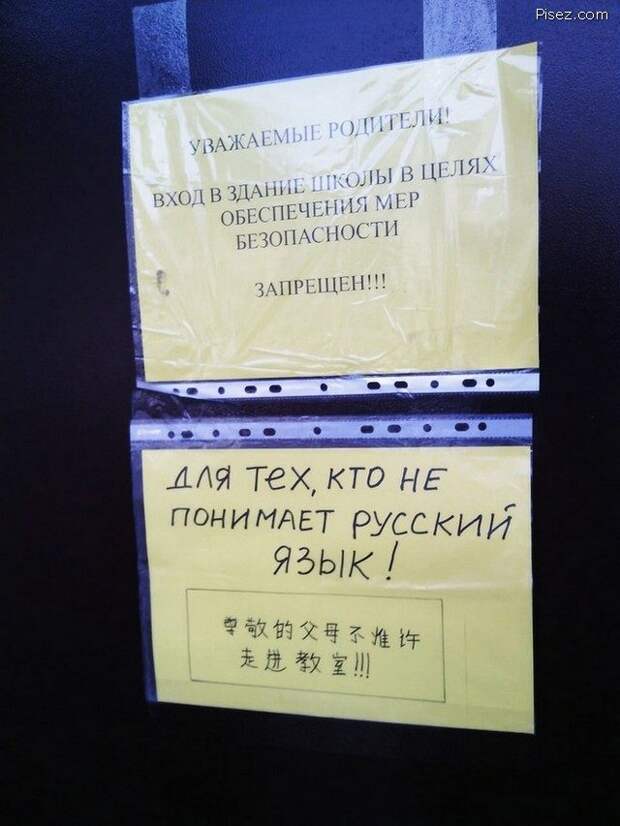 Pisez.com
УВАЖАЕМЫЕ РОДИТЕЛИ!
ВХОД В ЗДАНИЕ ШКОЛЫ В ЦЕЛЯХ
ОБЕСПЕЧЕНИЯ МЕР
БЕЗОПАСНОСТИ
ЗАПРЕЩЕН!!!
ДЛЯ ТЕХ, КТО НЕ
ПОНИМАЕТ РУССКИЙ
ЯЗЫК!
尊敬的父母不惟许
走进教室!!!